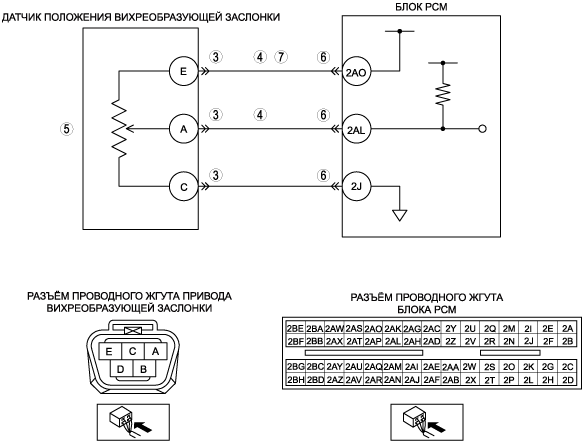 ДАТЧИК ПОЛОЖЕНИЯ ВИХРЕОБРАЗУЮЩЕЙ ЗАСЛОНКИ
БЛОК PCM
E 3 4 7 6 2AO
A 3 4 6 2AL
5
C 3 6 2J
РАЗЪЁМ ПРОВОДНОГО ЖГУТА ПРИВОДА
ВИХРЕОБРАЗУЮЩЕЙ ЗАСЛОНКИ
E C A
D B
РАЗЪЁМ ПРОВОДНОГО ЖГУТА
БЛОКА PCM
2BE 2BA 2AW 2AS 2AO 2AK 2AG 2AC 2Y 2U 2Q 2M 2I 2E 2A
2BF 2BB 2AX 2AT 2AP 2AL 2AH 2AD 2Z 2V 2R 2N 2J 2F 2B
2BG 2BC 2AY 2AU 2AQ 2AM 2AI 2AE 2AA 2W 2S 2O 2K 2G 2C
2BH 2BD 2AZ 2AV 2AR 2AN 2AJ 2AF 2AB 2X 2T 2P 2L 2H 2D